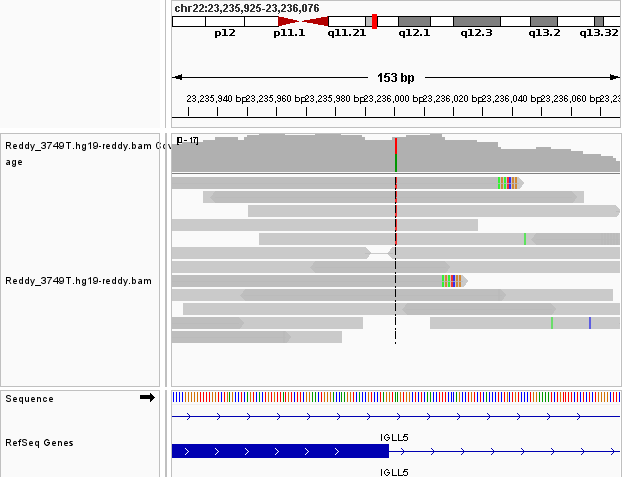 chr22:23,235,925-23,236,076
p12 p11.1 q11.21 q12.1 q12.3 q13.2 q13.32
153 bp
23,235,940 bp 23,235,960 bp 23,235,980 bp 23,236,000 bp 23,236,020 bp 23,236,040 bp 23,236,060 bp
[0 - 17]
Reddy_3749T.hg19-reddy.bam Cov
age
Reddy_3749T.hg19-reddy.bam
Sequence
IGLL5
RefSeq Genes
IGLL5